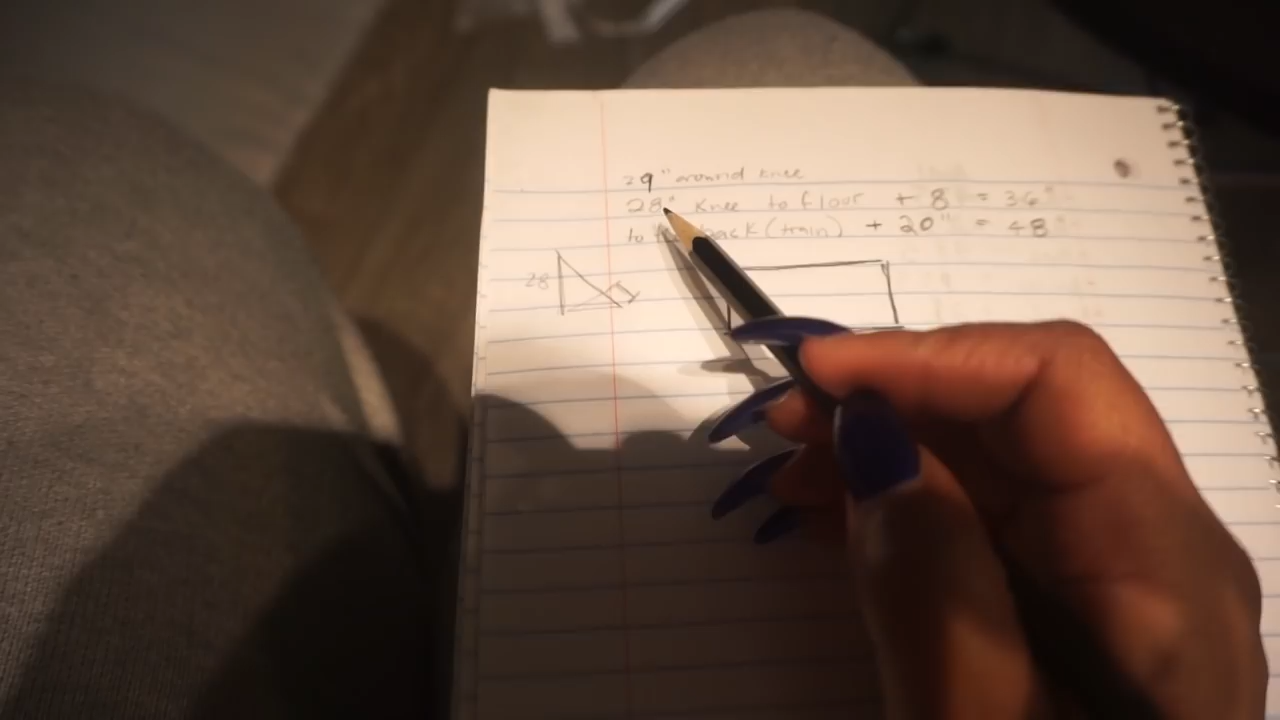 29" around knee
28" knee to floor + 8 = 36"
to back (train) + 20" = 48"
28